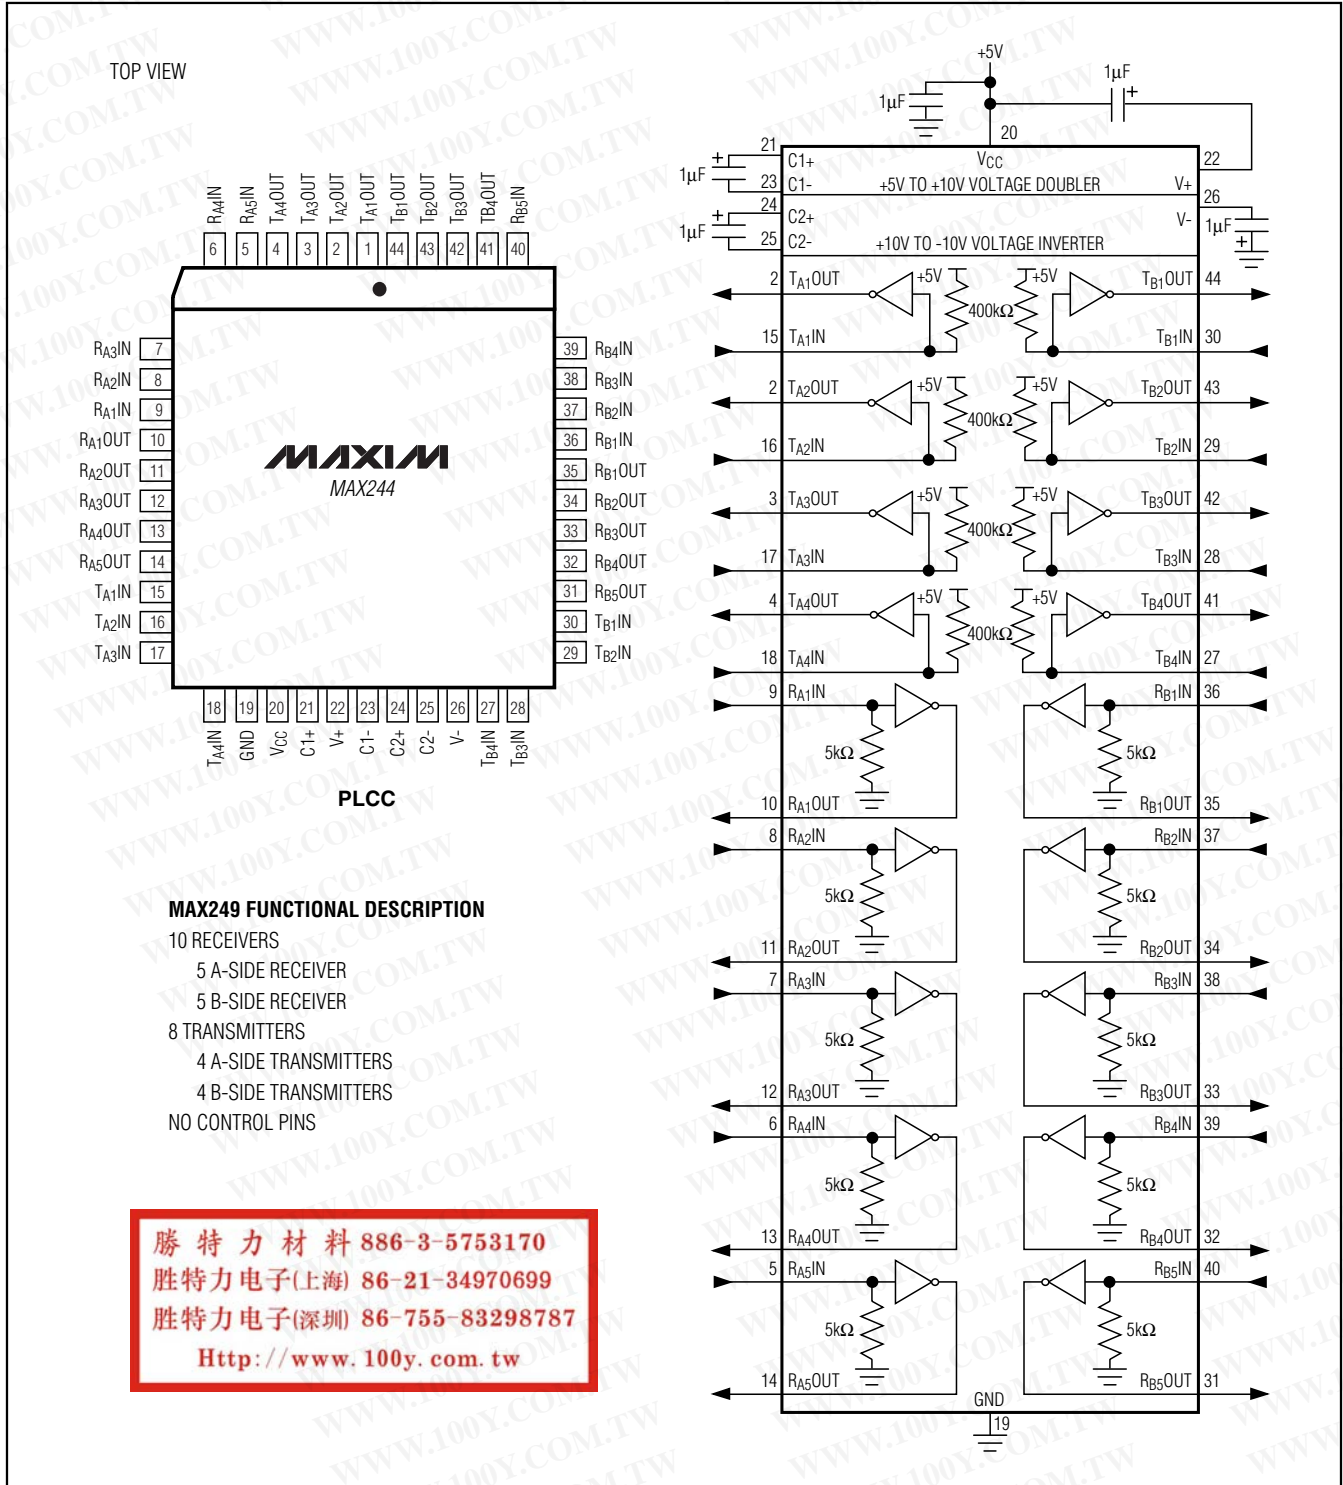 TOP VIEW
6 5 4 3 2 1 44 43 42 41 40
RA4IN RA5IN TA4OUT TA3OUT TA2OUT TA1OUT TB1OUT TB2OUT TB3OUT TB4OUT RB5IN
RA3IN 7
RA2IN 8
RA1IN 9
RA1OUT 10
RA2OUT 11
RA3OUT 12
RA4OUT 13
RA5OUT 14
TA1IN 15
TA2IN 16
TA3IN 17
39 RB4IN
38 RB3IN
37 RB2IN
36 RB1IN
35 RB1OUT
34 RB2OUT
33 RB3OUT
32 RB4OUT
31 RB5OUT
30 TB1IN
29 TB2IN
MAXIM
MAX244
18 19 20 21 22 23 24 25 26 27 28
TA4IN GND VCC C1+ V+ C1- C2+ C2- V- TB4IN TB3IN
PLCC
MAX249 FUNCTIONAL DESCRIPTION
10 RECEIVERS
5 A-SIDE RECEIVER
5 B-SIDE RECEIVER
8 TRANSMITTERS
4 A-SIDE TRANSMITTERS
4 B-SIDE TRANSMITTERS
NO CONTROL PINS
勝 特 力 材 料 886-3-5753170
胜特力电子(上海) 86-21-34970699
胜特力电子(深圳) 86-755-83298787
Http://www.100y.com.tw
+5V
1µF
1µF +
20
VCC
21 C1+
+ 1µF
23 C1-
+5V TO +10V VOLTAGE DOUBLER
22
V+
24 C2+
+ 1µF
25 C2-
+10V TO -10V VOLTAGE INVERTER
26
V-
1µF +
2 TA1OUT +5V 400kΩ +5V TB1OUT 44
15 TA1IN TB1IN 30
2 TA2OUT +5V 400kΩ +5V TB2OUT 43
16 TA2IN TB2IN 29
3 TA3OUT +5V 400kΩ +5V TB3OUT 42
17 TA3IN TB3IN 28
4 TA4OUT +5V 400kΩ +5V TB4OUT 41
18 TA4IN TB4IN 27
9 RA1IN RB1IN 36
5kΩ 5kΩ
10 RA1OUT RB1OUT 35
8 RA2IN RB2IN 37
5kΩ 5kΩ
11 RA2OUT RB2OUT 34
7 RA3IN RB3IN 38
5kΩ 5kΩ
12 RA3OUT RB3OUT 33
6 RA4IN RB4IN 39
5kΩ 5kΩ
13 RA4OUT RB4OUT 32
5 RA5IN RB5IN 40
5kΩ 5kΩ
14 RA5OUT RB5OUT 31
GND
19
WWW.100Y.COM.TW